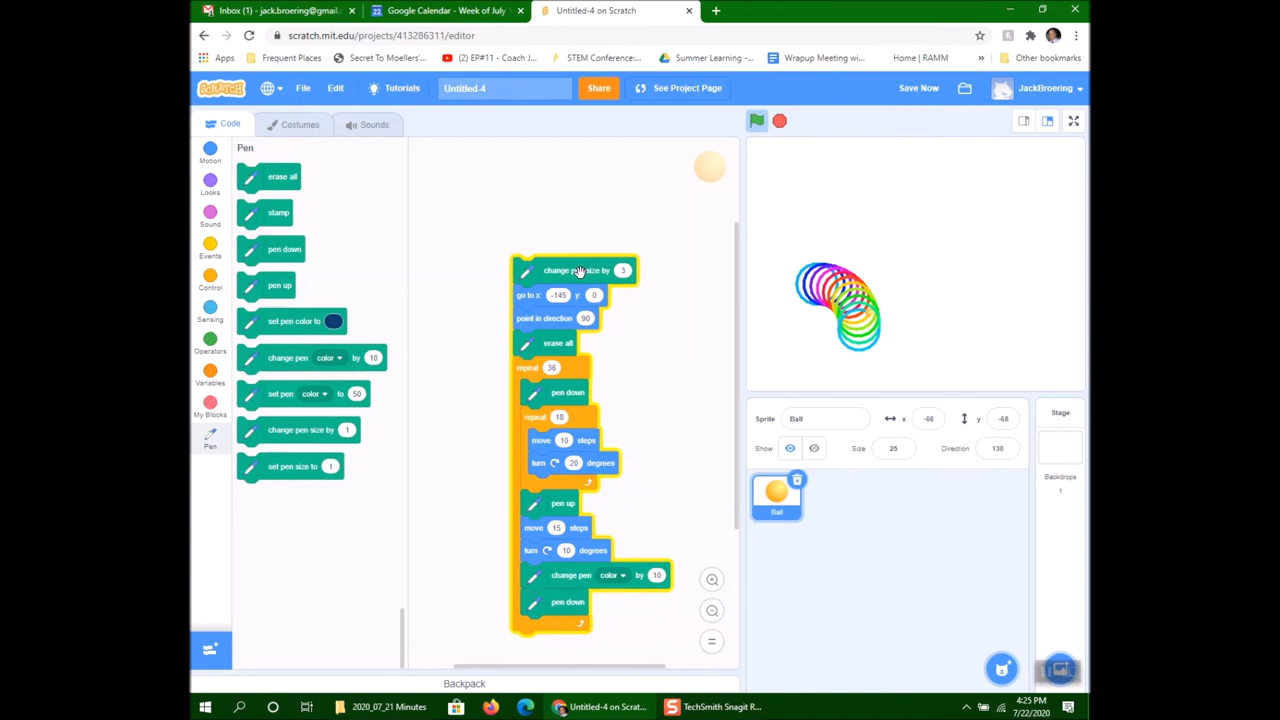 Inbox (1) - jack.broering@gmail.
Google Calendar - Week of July
Untitled-4 on Scratch
scratch.mit.edu/projects/413286311/editor
Apps
Frequent Places
Secret To Moeller's...
(2) EP#11 - Coach J...
STEM Conference:...
Summer Learning -...
Wrapup Meeting wi...
Home | RAMM
»
Other bookmarks
SCRATCH
File
Edit
Tutorials
Untitled-4
Share
See Project Page
Save Now
JackBroering
Code
Costumes
Sounds
Motion
Looks
Sound
Events
Control
Sensing
Operators
Variables
My Blocks
Pen
Pen
erase all
stamp
pen down
pen up
set pen color to
change pen color by 10
set pen color to 50
change pen size by 1
set pen size to 1
change pen size by 3
go to x: -145 y: 0
point in direction 90
erase all
repeat 36
pen down
repeat 18
move 10 steps
turn 20 degrees
pen up
move 15 steps
turn 10 degrees
change pen color by 10
pen down
Sprite Ball x -66 y -66
Show Size 25 Direction 130
Ball
Stage
Backdrops
1
Backpack
2020_07_21 Minutes
Untitled-4 on Scrat...
TechSmith Snagit R...
4:25 PM
7/22/2020